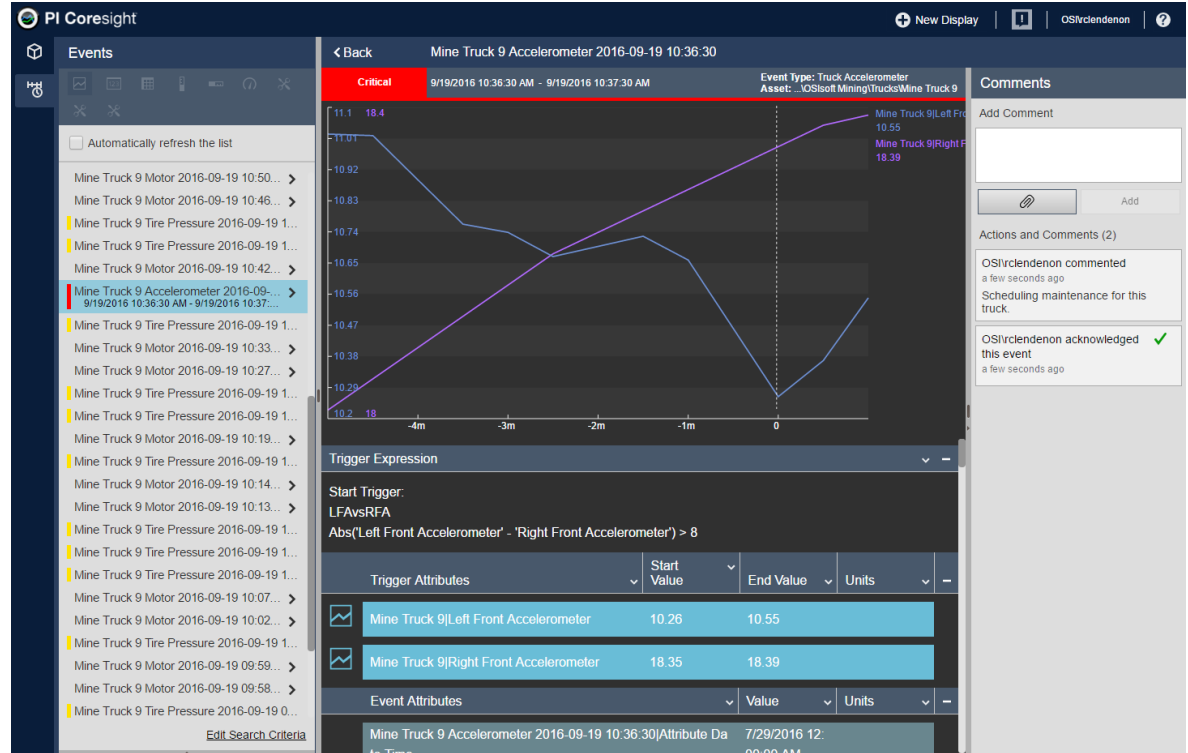 PI Coresight
New Display
OSI\rclendenon
Events
Automatically refresh the list
Mine Truck 9 Motor 2016-09-19 10:50...
Mine Truck 9 Motor 2016-09-19 10:46...
Mine Truck 9 Tire Pressure 2016-09-19 1...
Mine Truck 9 Tire Pressure 2016-09-19 1...
Mine Truck 9 Motor 2016-09-19 10:42...
Mine Truck 9 Accelerometer 2016-09-...
9/19/2016 10:36:30 AM - 9/19/2016 10:37:...
Mine Truck 9 Tire Pressure 2016-09-19 1...
Mine Truck 9 Motor 2016-09-19 10:33...
Mine Truck 9 Motor 2016-09-19 10:27...
Mine Truck 9 Tire Pressure 2016-09-19 1...
Mine Truck 9 Tire Pressure 2016-09-19 1...
Mine Truck 9 Motor 2016-09-19 10:19...
Mine Truck 9 Tire Pressure 2016-09-19 1...
Mine Truck 9 Motor 2016-09-19 10:14...
Mine Truck 9 Motor 2016-09-19 10:13...
Mine Truck 9 Tire Pressure 2016-09-19 1...
Mine Truck 9 Tire Pressure 2016-09-19 1...
Mine Truck 9 Tire Pressure 2016-09-19 1...
Mine Truck 9 Motor 2016-09-19 10:07...
Mine Truck 9 Motor 2016-09-19 10:02...
Mine Truck 9 Tire Pressure 2016-09-19 1...
Mine Truck 9 Motor 2016-09-19 09:59...
Mine Truck 9 Motor 2016-09-19 09:58...
Mine Truck 9 Tire Pressure 2016-09-19 0...
Edit Search Criteria
Back
Mine Truck 9 Accelerometer 2016-09-19 10:36:30
Critical
9/19/2016 10:36:30 AM - 9/19/2016 10:37:30 AM
Event Type: Truck Accelerometer
Asset: ...\OSIsoft Mining\Trucks\Mine Truck 9
11.1 18.4
11.01
10.92
10.83
10.74
10.65
10.56
10.47
10.38
10.29
10.2 18
-4m -3m -2m -1m 0
Mine Truck 9|Left Fro
10.55
Mine Truck 9|Right F
18.39
Trigger Expression
Start Trigger:
LFAvsRFA
Abs('Left Front Accelerometer' - 'Right Front Accelerometer') > 8
Trigger Attributes Start Value End Value Units
Mine Truck 9|Left Front Accelerometer 10.26 10.55
Mine Truck 9|Right Front Accelerometer 18.35 18.39
Event Attributes Value Units
Mine Truck 9 Accelerometer 2016-09-19 10:36:30|Attribute Da 7/29/2016 12:
te Time 00:00 AM
Comments
Add Comment
Add
Actions and Comments (2)
OSI\rclendenon commented
a few seconds ago
Scheduling maintenance for this
truck.
OSI\rclendenon acknowledged
this event
a few seconds ago